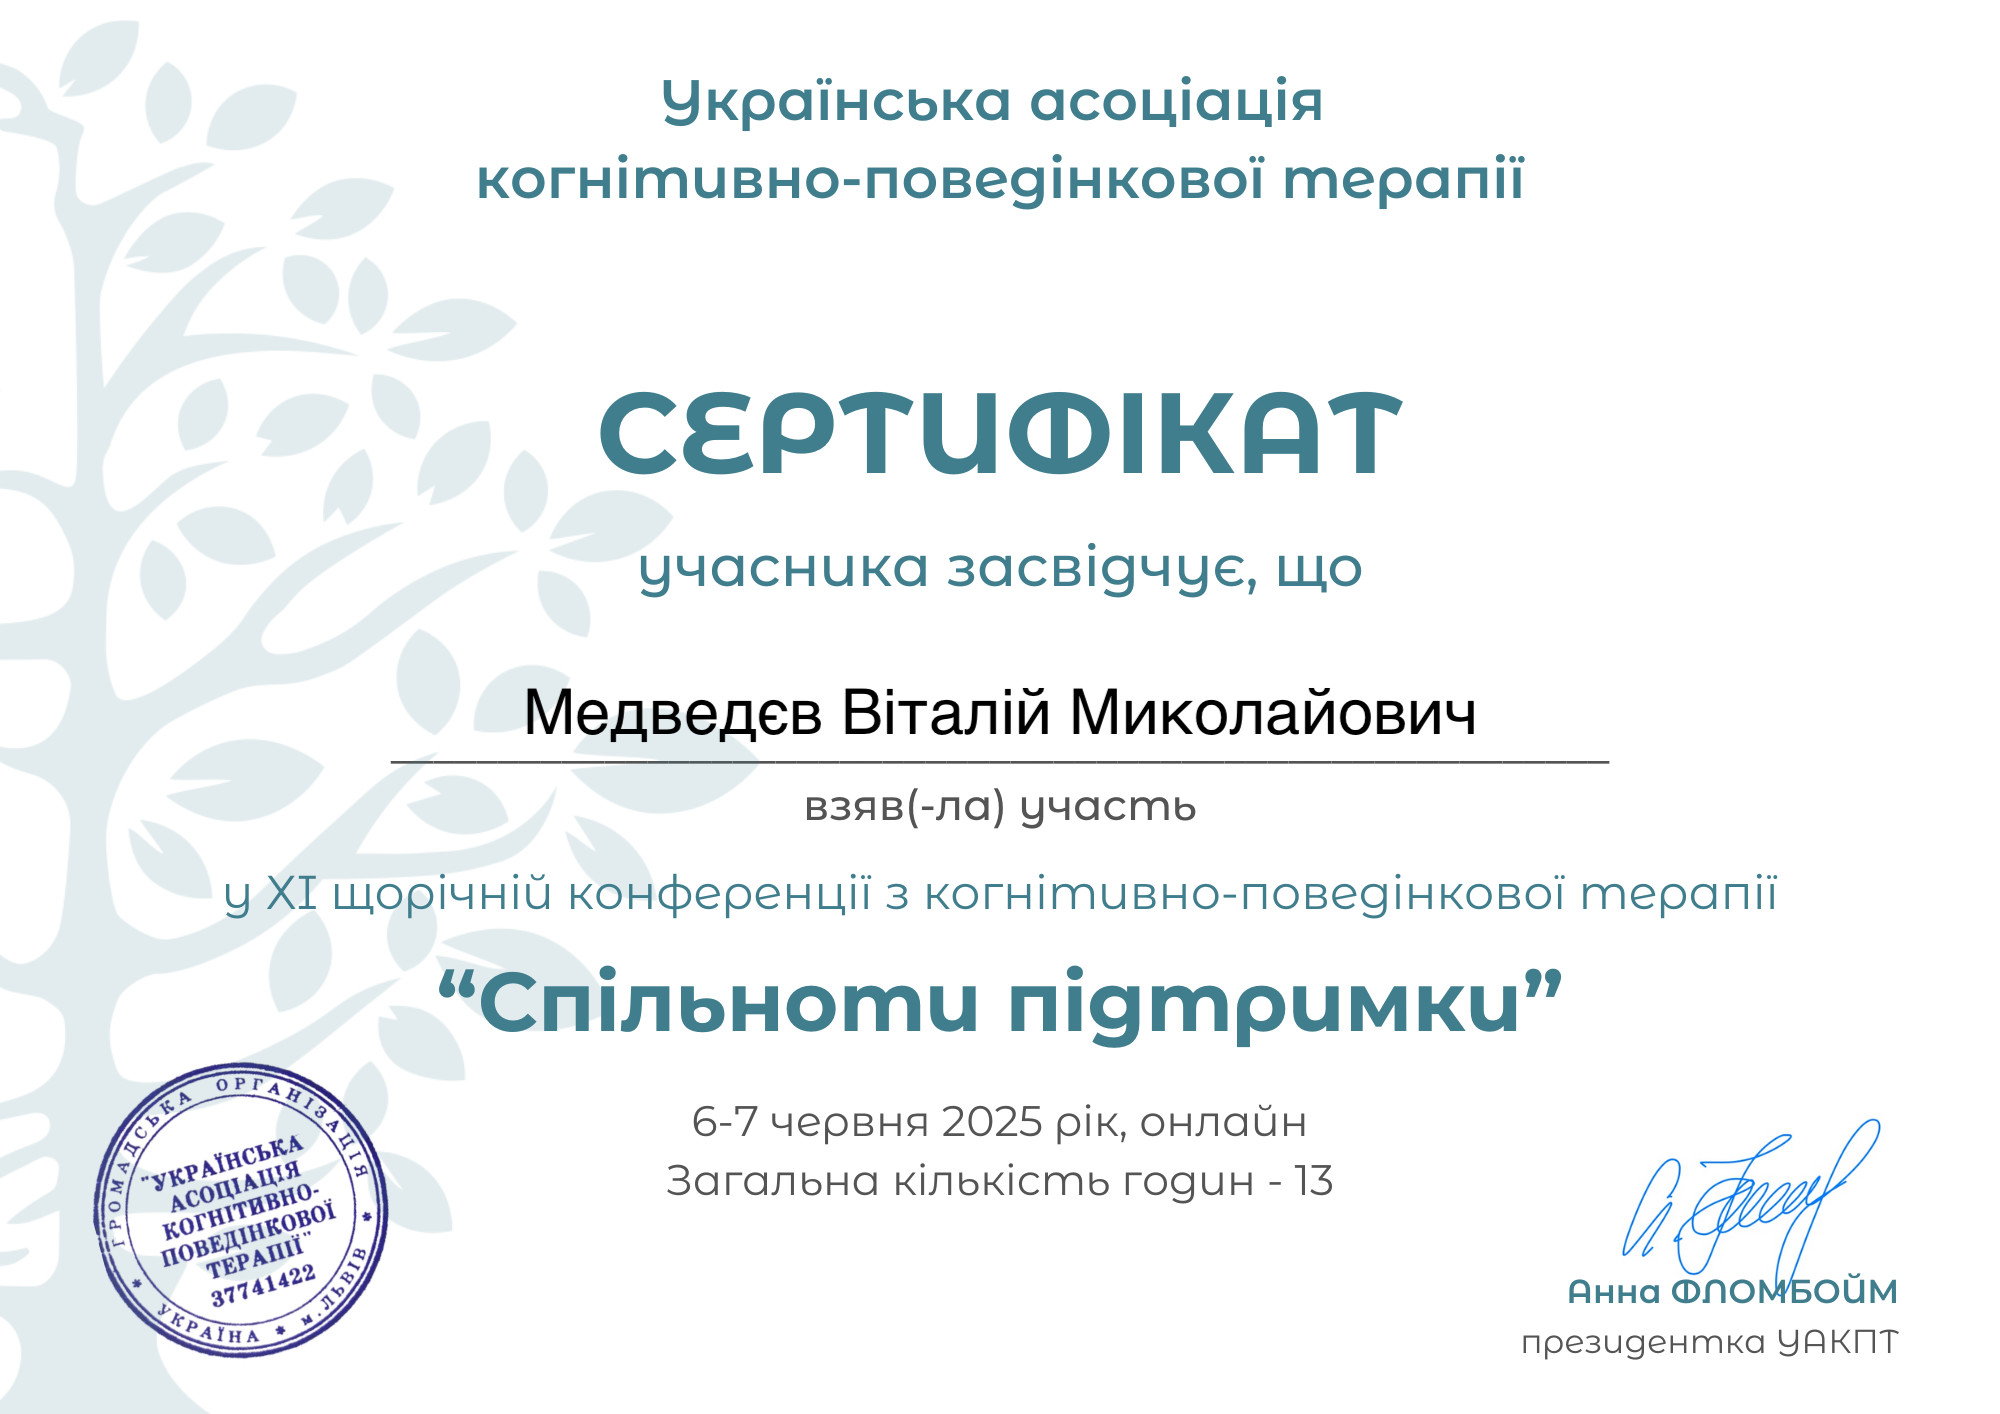 Українська асоціація
когнітивно-поведінкової терапії
СЕРТИФІКАТ
учасника засвідчує, що
Медведєв Віталій Миколайович
взяв(-ла) участь
у XI щорічній конференції з когнітивно-поведінкової терапії
“Спільноти підтримки”
6-7 червня 2025 рік, онлайн
Загальна кількість годин - 13
ГРОМАДСЬКА ОРГАНІЗАЦІЯ
"УКРАЇНСЬКА
АСОЦІАЦІЯ
КОГНІТИВНО-
ПОВЕДІНКОВОЇ
ТЕРАПІЇ"
37741422
* УКРАЇНА * м.ЛЬВІВ *
Анна ФЛОМБОЙМ
президентка УАКПТ